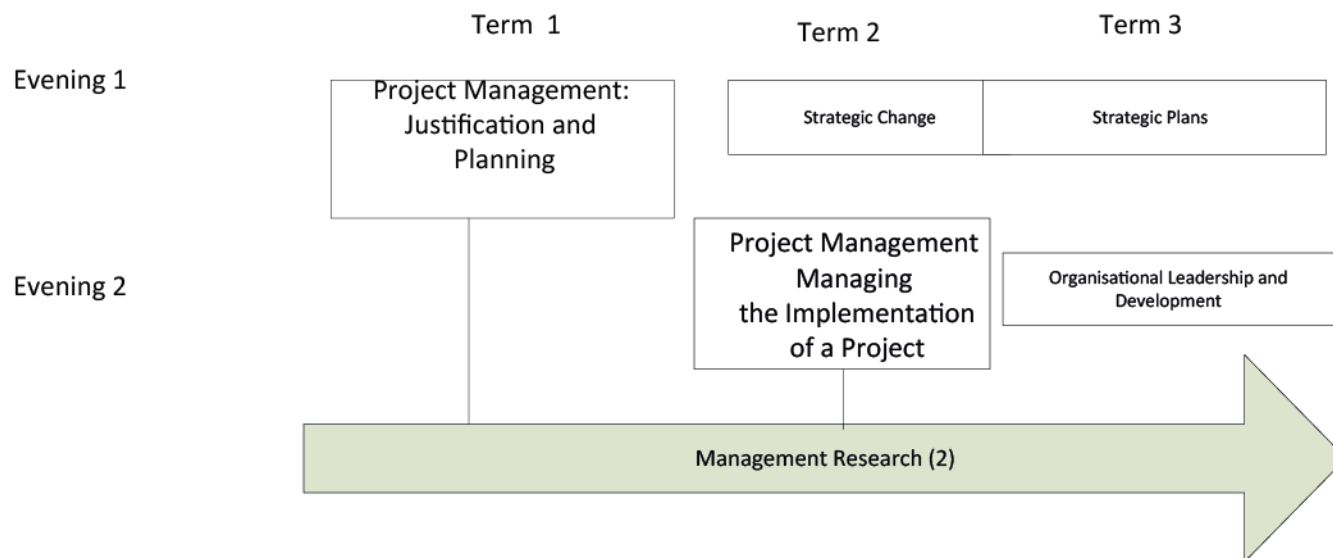 Term 1
Term 2
Term 3
Evening 1
Project Management:
Justification and
Planning
Strategic Change
Strategic Plans
Evening 2
Project Management
Managing
the Implementation
of a Project
Organisational Leadership and
Development
Management Research (2)